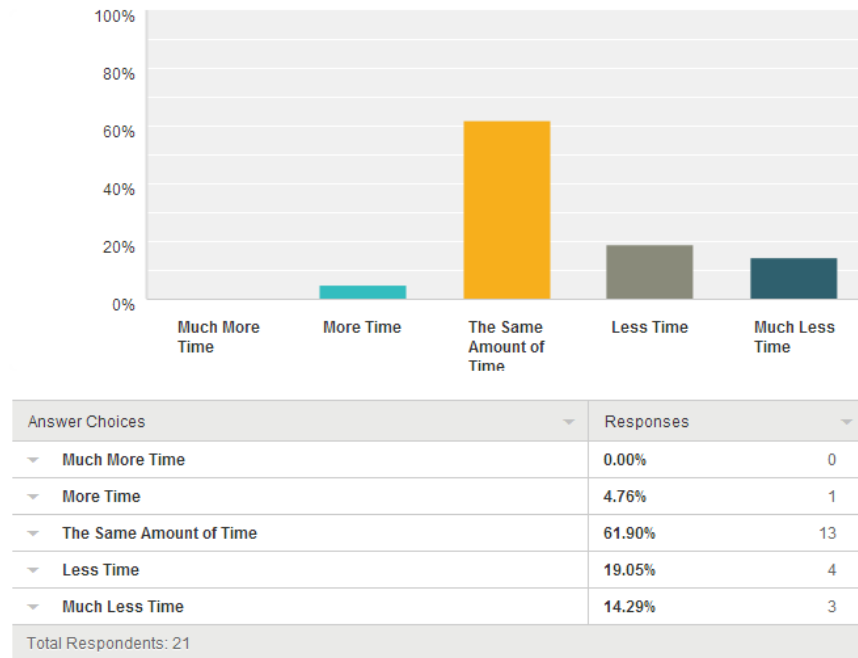 100%
80%
60%
40%
20%
0%
Much More
Time
More Time
The Same
Amount of
Time
Less Time
Much Less
Time
Answer Choices Responses
Much More Time 0.00% 0
More Time 4.76% 1
The Same Amount of Time 61.90% 13
Less Time 19.05% 4
Much Less Time 14.29% 3
Total Respondents: 21